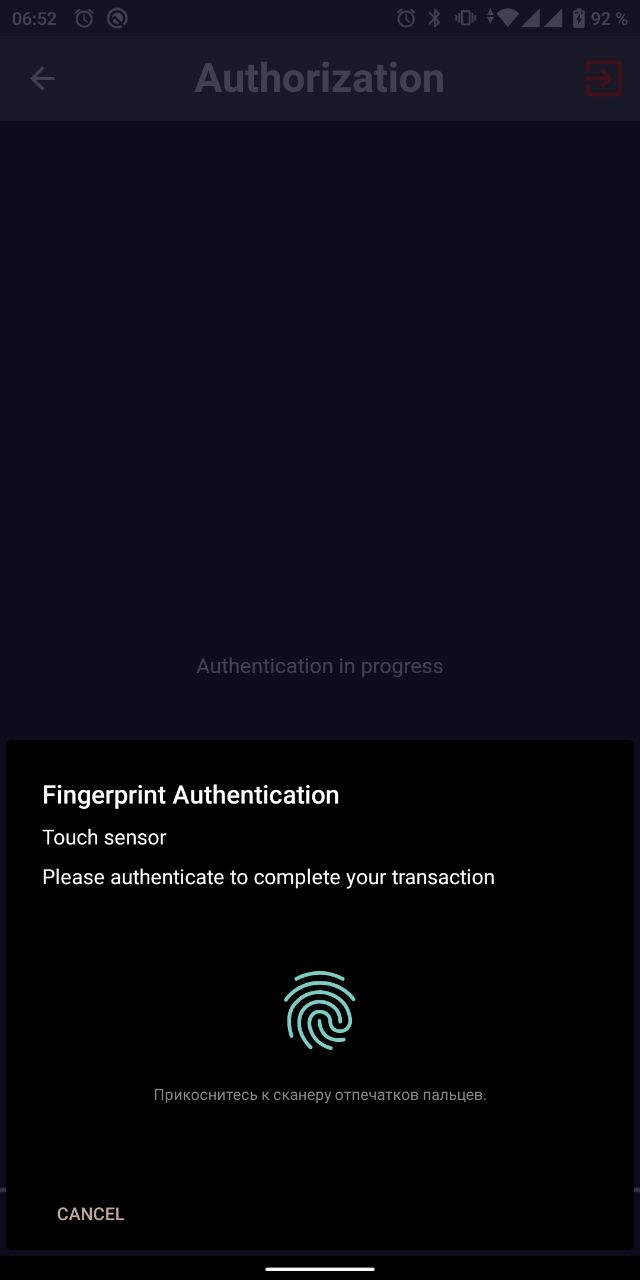 06:52 92 %
Authorization
Authentication in progress
Fingerprint Authentication
Touch sensor
Please authenticate to complete your transaction
Прикоснитесь к сканеру отпечатков пальцев.
CANCEL